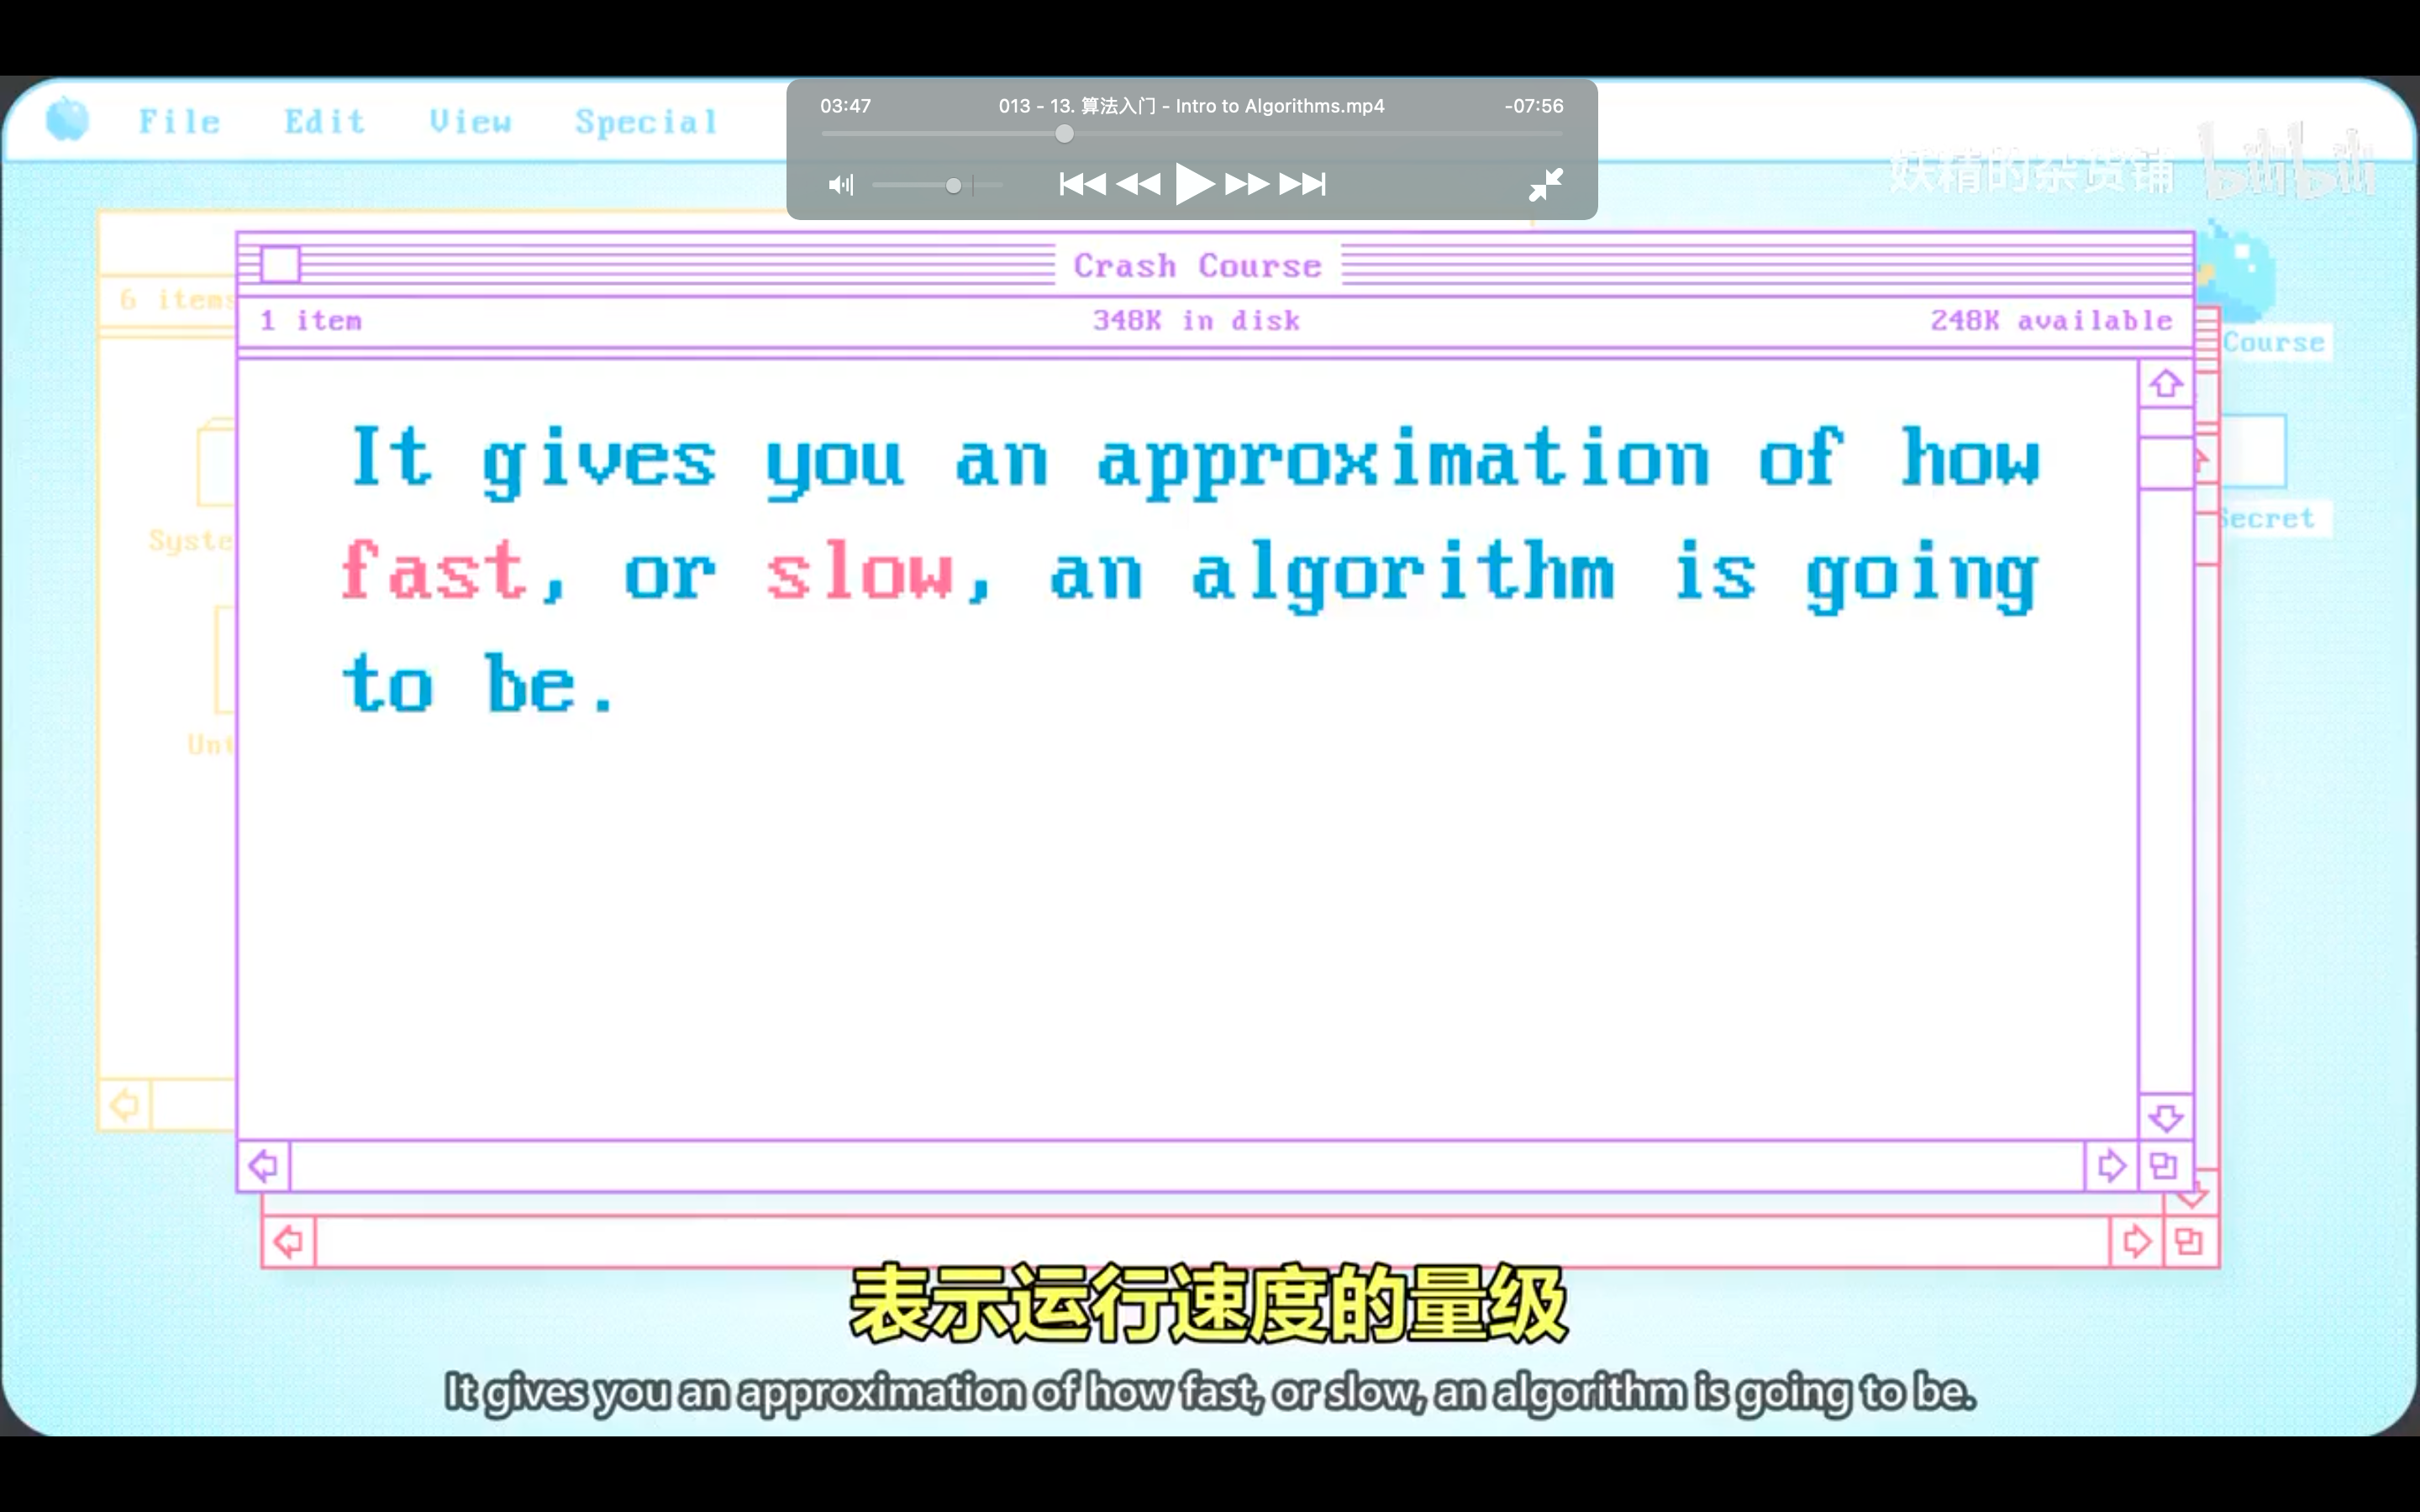 03:47 013 - 13. 算法入门 - Intro to Algorithms.mp4 -07:56
File Edit View Special
妖精的杂货铺 bilibili
Crash Course
6 items
1 item 348K in disk 248K available
Course
It gives you an approximation of how
fast, or slow, an algorithm is going
to be.
Secret
Syste
Unt
表示运行速度的量级
It gives you an approximation of how fast, or slow, an algorithm is going to be.